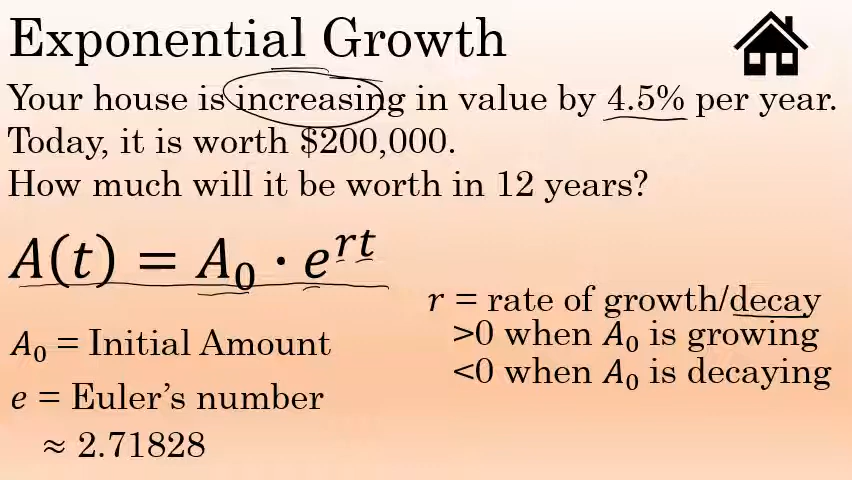 Exponential Growth
Your house is increasing in value by 4.5% per year.
Today, it is worth $200,000.
How much will it be worth in 12 years?
A(t) = A₀ · e^{rt}
A₀ = Initial Amount
e = Euler's number
≈ 2.71828
r = rate of growth/decay
>0 when A₀ is growing
<0 when A₀ is decaying